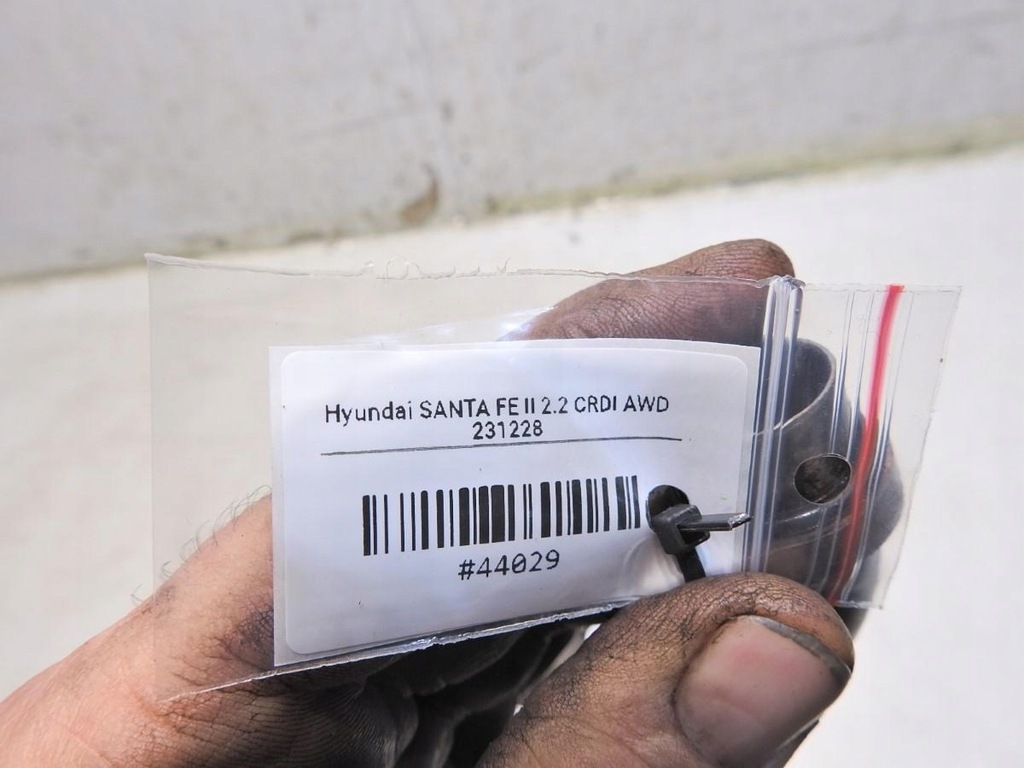 Hyundai SANTA FE II 2.2 CRDI AWD
231228
#44029